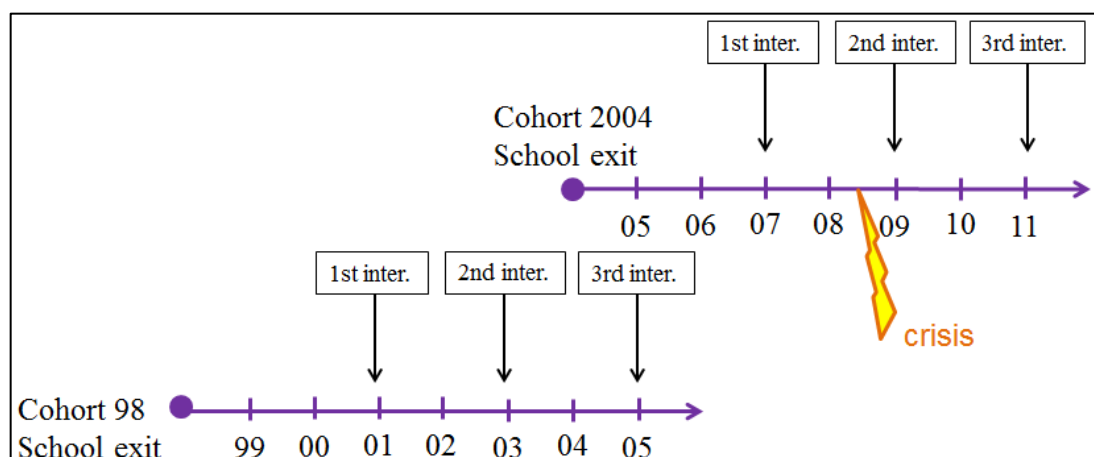 1st inter. 2nd inter. 3rd inter.
Cohort 2004
School exit
05 06 07 08 09 10 11
1st inter. 2nd inter. 3rd inter.
crisis
Cohort 98
School exit
99 00 01 02 03 04 05